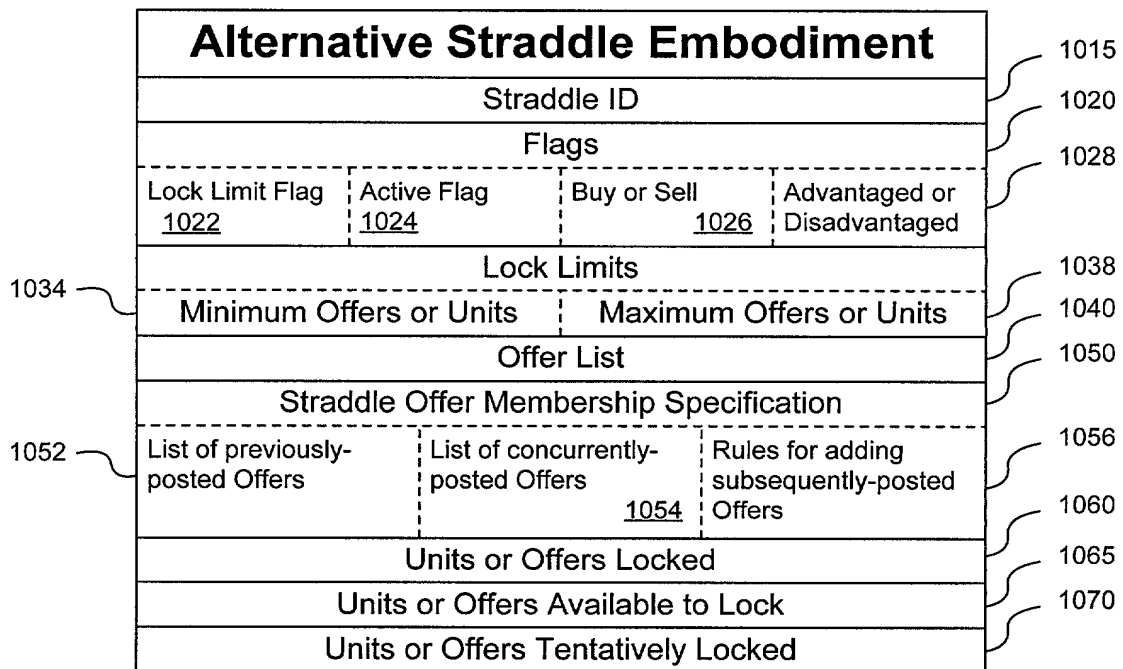 Alternative Straddle Embodiment
1015
Straddle ID
1020
Flags
1028
Lock Limit Flag
1022
Active Flag
1024
Buy or Sell
1026
Advantaged or
Disadvantaged
Lock Limits
1034
1038
Minimum Offers or Units
Maximum Offers or Units
1040
Offer List
1050
Straddle Offer Membership Specification
1052
1056
List of previously-
posted Offers
List of concurrently-
posted Offers
1054
Rules for adding
subsequently-posted
Offers
1060
Units or Offers Locked
1065
Units or Offers Available to Lock
1070
Units or Offers Tentatively Locked